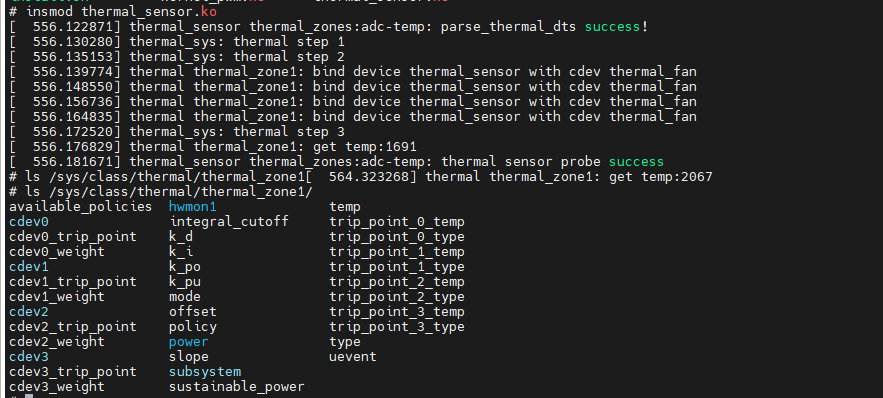 # insmod thermal_sensor.ko
[  556.122871] thermal_sensor thermal_zones:adc-temp: parse_thermal_dts success!
[  556.130280] thermal_sys: thermal step 1
[  556.135153] thermal_sys: thermal step 2
[  556.139774] thermal thermal_zone1: bind device thermal_sensor with cdev thermal_fan
[  556.148550] thermal thermal_zone1: bind device thermal_sensor with cdev thermal_fan
[  556.156736] thermal thermal_zone1: bind device thermal_sensor with cdev thermal_fan
[  556.164835] thermal thermal_zone1: bind device thermal_sensor with cdev thermal_fan
[  556.172520] thermal_sys: thermal step 3
[  556.176829] thermal thermal_zone1: get temp:1691
[  556.181671] thermal_sensor thermal_zones:adc-temp: thermal sensor probe success
# ls /sys/class/thermal/thermal_zone1[  564.323268] thermal thermal_zone1: get temp:2067
# ls /sys/class/thermal/thermal_zone1/
available_policies  hwmon1              temp
cdev0               integral_cutoff     trip_point_0_temp
cdev0_trip_point    k_d                 trip_point_0_type
cdev0_weight        k_i                 trip_point_1_temp
cdev1               k_po                trip_point_1_type
cdev1_trip_point    k_pu                trip_point_2_temp
cdev1_weight        mode                trip_point_2_type
cdev2               offset              trip_point_3_temp
cdev2_trip_point    policy              trip_point_3_type
cdev2_weight        power               type
cdev3               slope               uevent
cdev3_trip_point    subsystem
cdev3_weight        sustainable_power